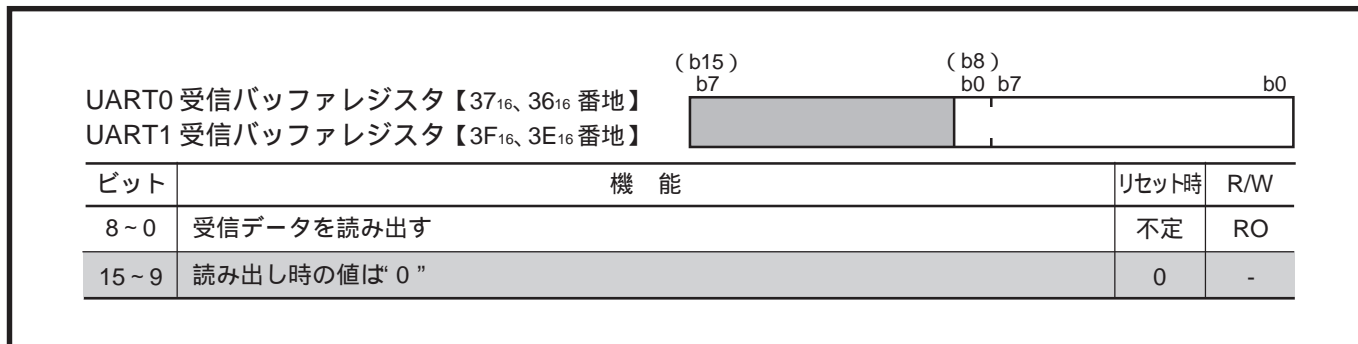 （b15） （b8）
b7 b0 b7 b0
UART0 受信バッファレジスタ【3716、3616 番地】
UART1 受信バッファレジスタ【3F16、3E16 番地】
ビット 機 能 リセット時 R/W
8~0 受信データを読み出す 不定 RO
15~9 読み出し時の値は“0” 0 -